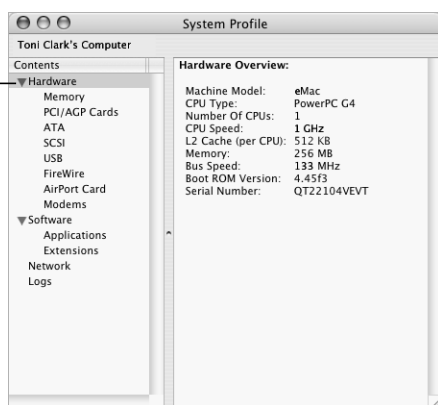 System Profile
Toni Clark's Computer
Contents
Hardware
Memory
PCI/AGP Cards
ATA
SCSI
USB
FireWire
AirPort Card
Modems
Software
Applications
Extensions
Network
Logs
Hardware Overview:
Machine Model: eMac
CPU Type: PowerPC G4
Number Of CPUs: 1
CPU Speed: 1 GHz
L2 Cache (per CPU): 512 KB
Memory: 256 MB
Bus Speed: 133 MHz
Boot ROM Version: 4.45f3
Serial Number: QT22104VEVT